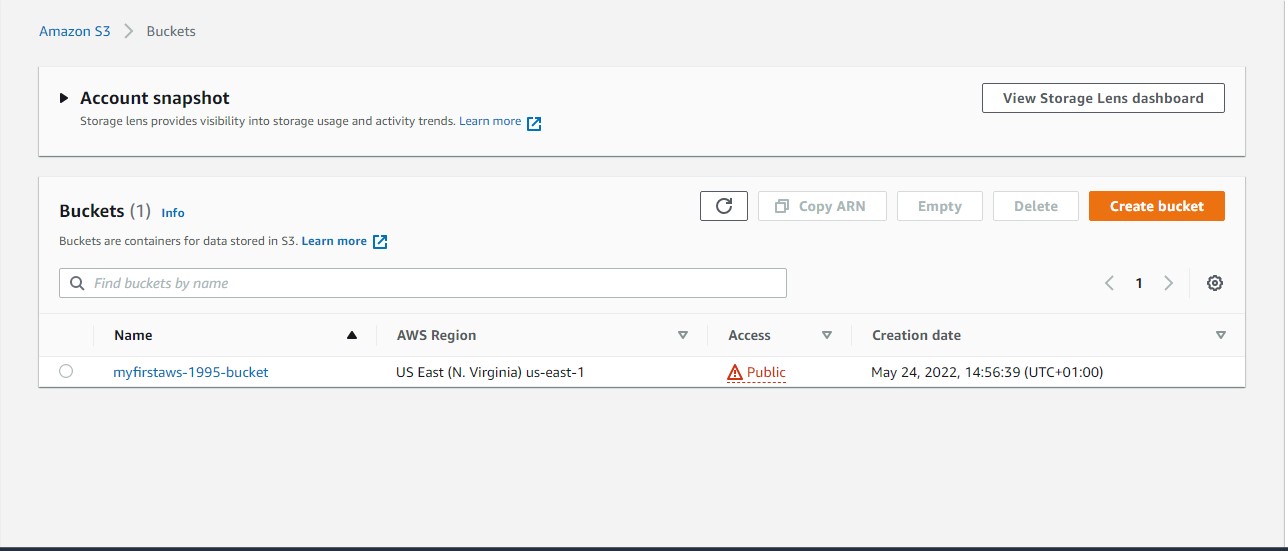 Amazon S3 > Buckets
Account snapshot
View Storage Lens dashboard
Storage lens provides visibility into storage usage and activity trends. Learn more
Buckets (1) Info
Copy ARN Empty Delete Create bucket
Buckets are containers for data stored in S3. Learn more
Find buckets by name
1
Name AWS Region Access Creation date
myfirstaws-1995-bucket US East (N. Virginia) us-east-1 Public May 24, 2022, 14:56:39 (UTC+01:00)